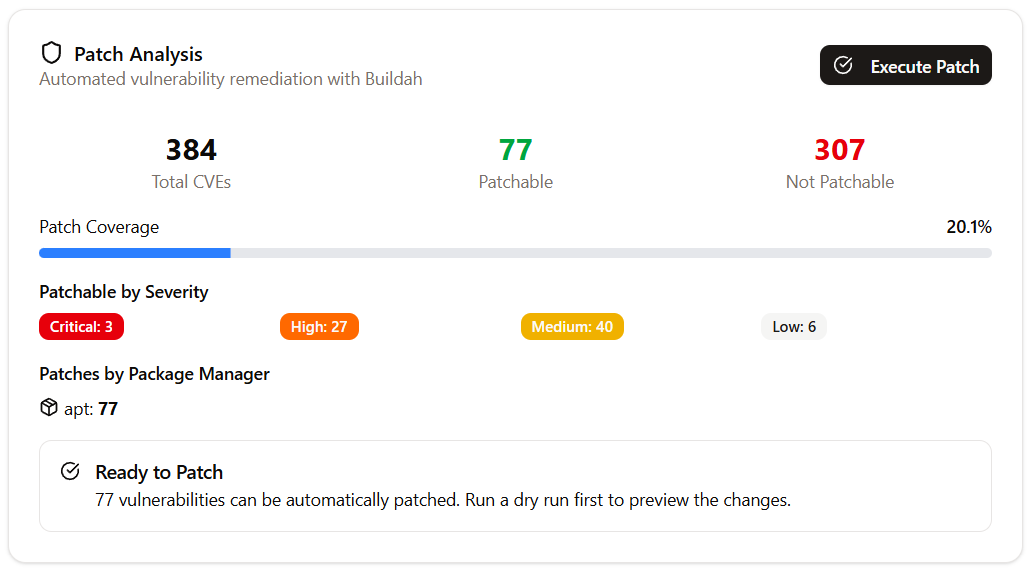 Patch Analysis
Automated vulnerability remediation with Buildah
Execute Patch
384
Total CVEs
77
Patchable
307
Not Patchable
Patch Coverage
20.1%
Patchable by Severity
Critical: 3
High: 27
Medium: 40
Low: 6
Patches by Package Manager
apt: 77
Ready to Patch
77 vulnerabilities can be automatically patched. Run a dry run first to preview the changes.